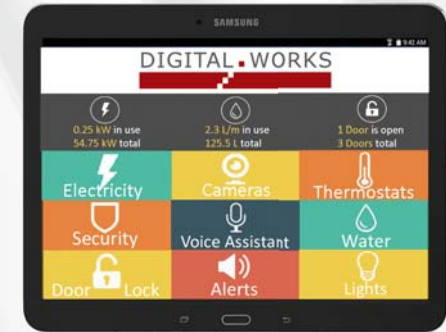 SAMSUNG
9:42 AM
DIGITAL WORKS
0.25 kW in use
54.75 kW total
2.3 L/m in use
125.5 L total
1 Door is open
3 Doors total
Electricity
Cameras
Thermostats
Security
Voice Assistant
Water
Door Lock
Alerts
Lights